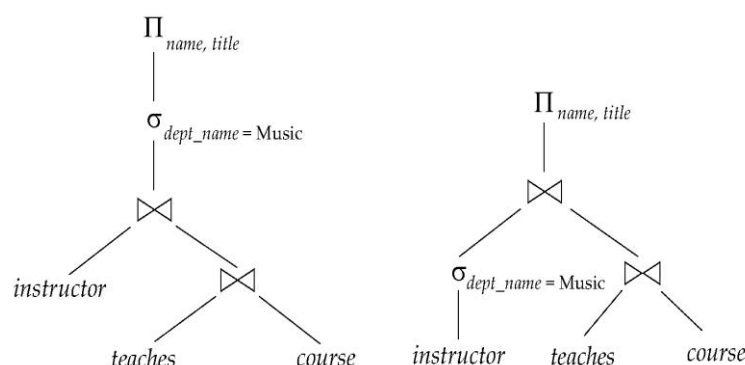 Π name, title
σ dept_name = Music
⋈
instructor
⋈
teaches course
Π name, title
⋈
σ dept_name = Music ⋈
instructor teaches course